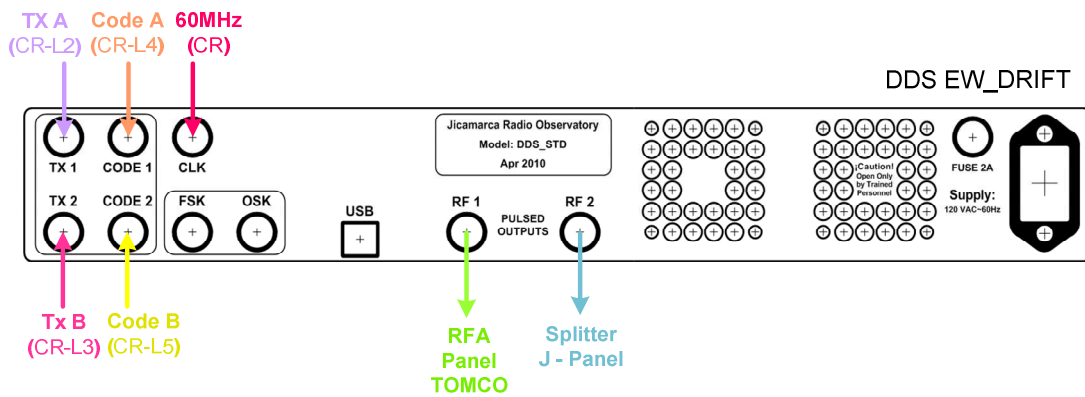 TX A
(CR-L2)
Code A
(CR-L4)
60MHz
(CR)
DDS EW_DRIFT
TX 1
CODE 1
CLK
Jicamarca Radio Observatory
Model: DDS_STD
Apr 2010
¡Caution!
Open Only
by Trained
Personnel
FUSE 2A
Supply:
120 VAC~60Hz
TX 2
CODE 2
FSK
OSK
USB
RF 1
PULSED
OUTPUTS
RF 2
Tx B
(CR-L3)
Code B
(CR-L5)
RFA
Panel
TOMCO
Splitter
J - Panel